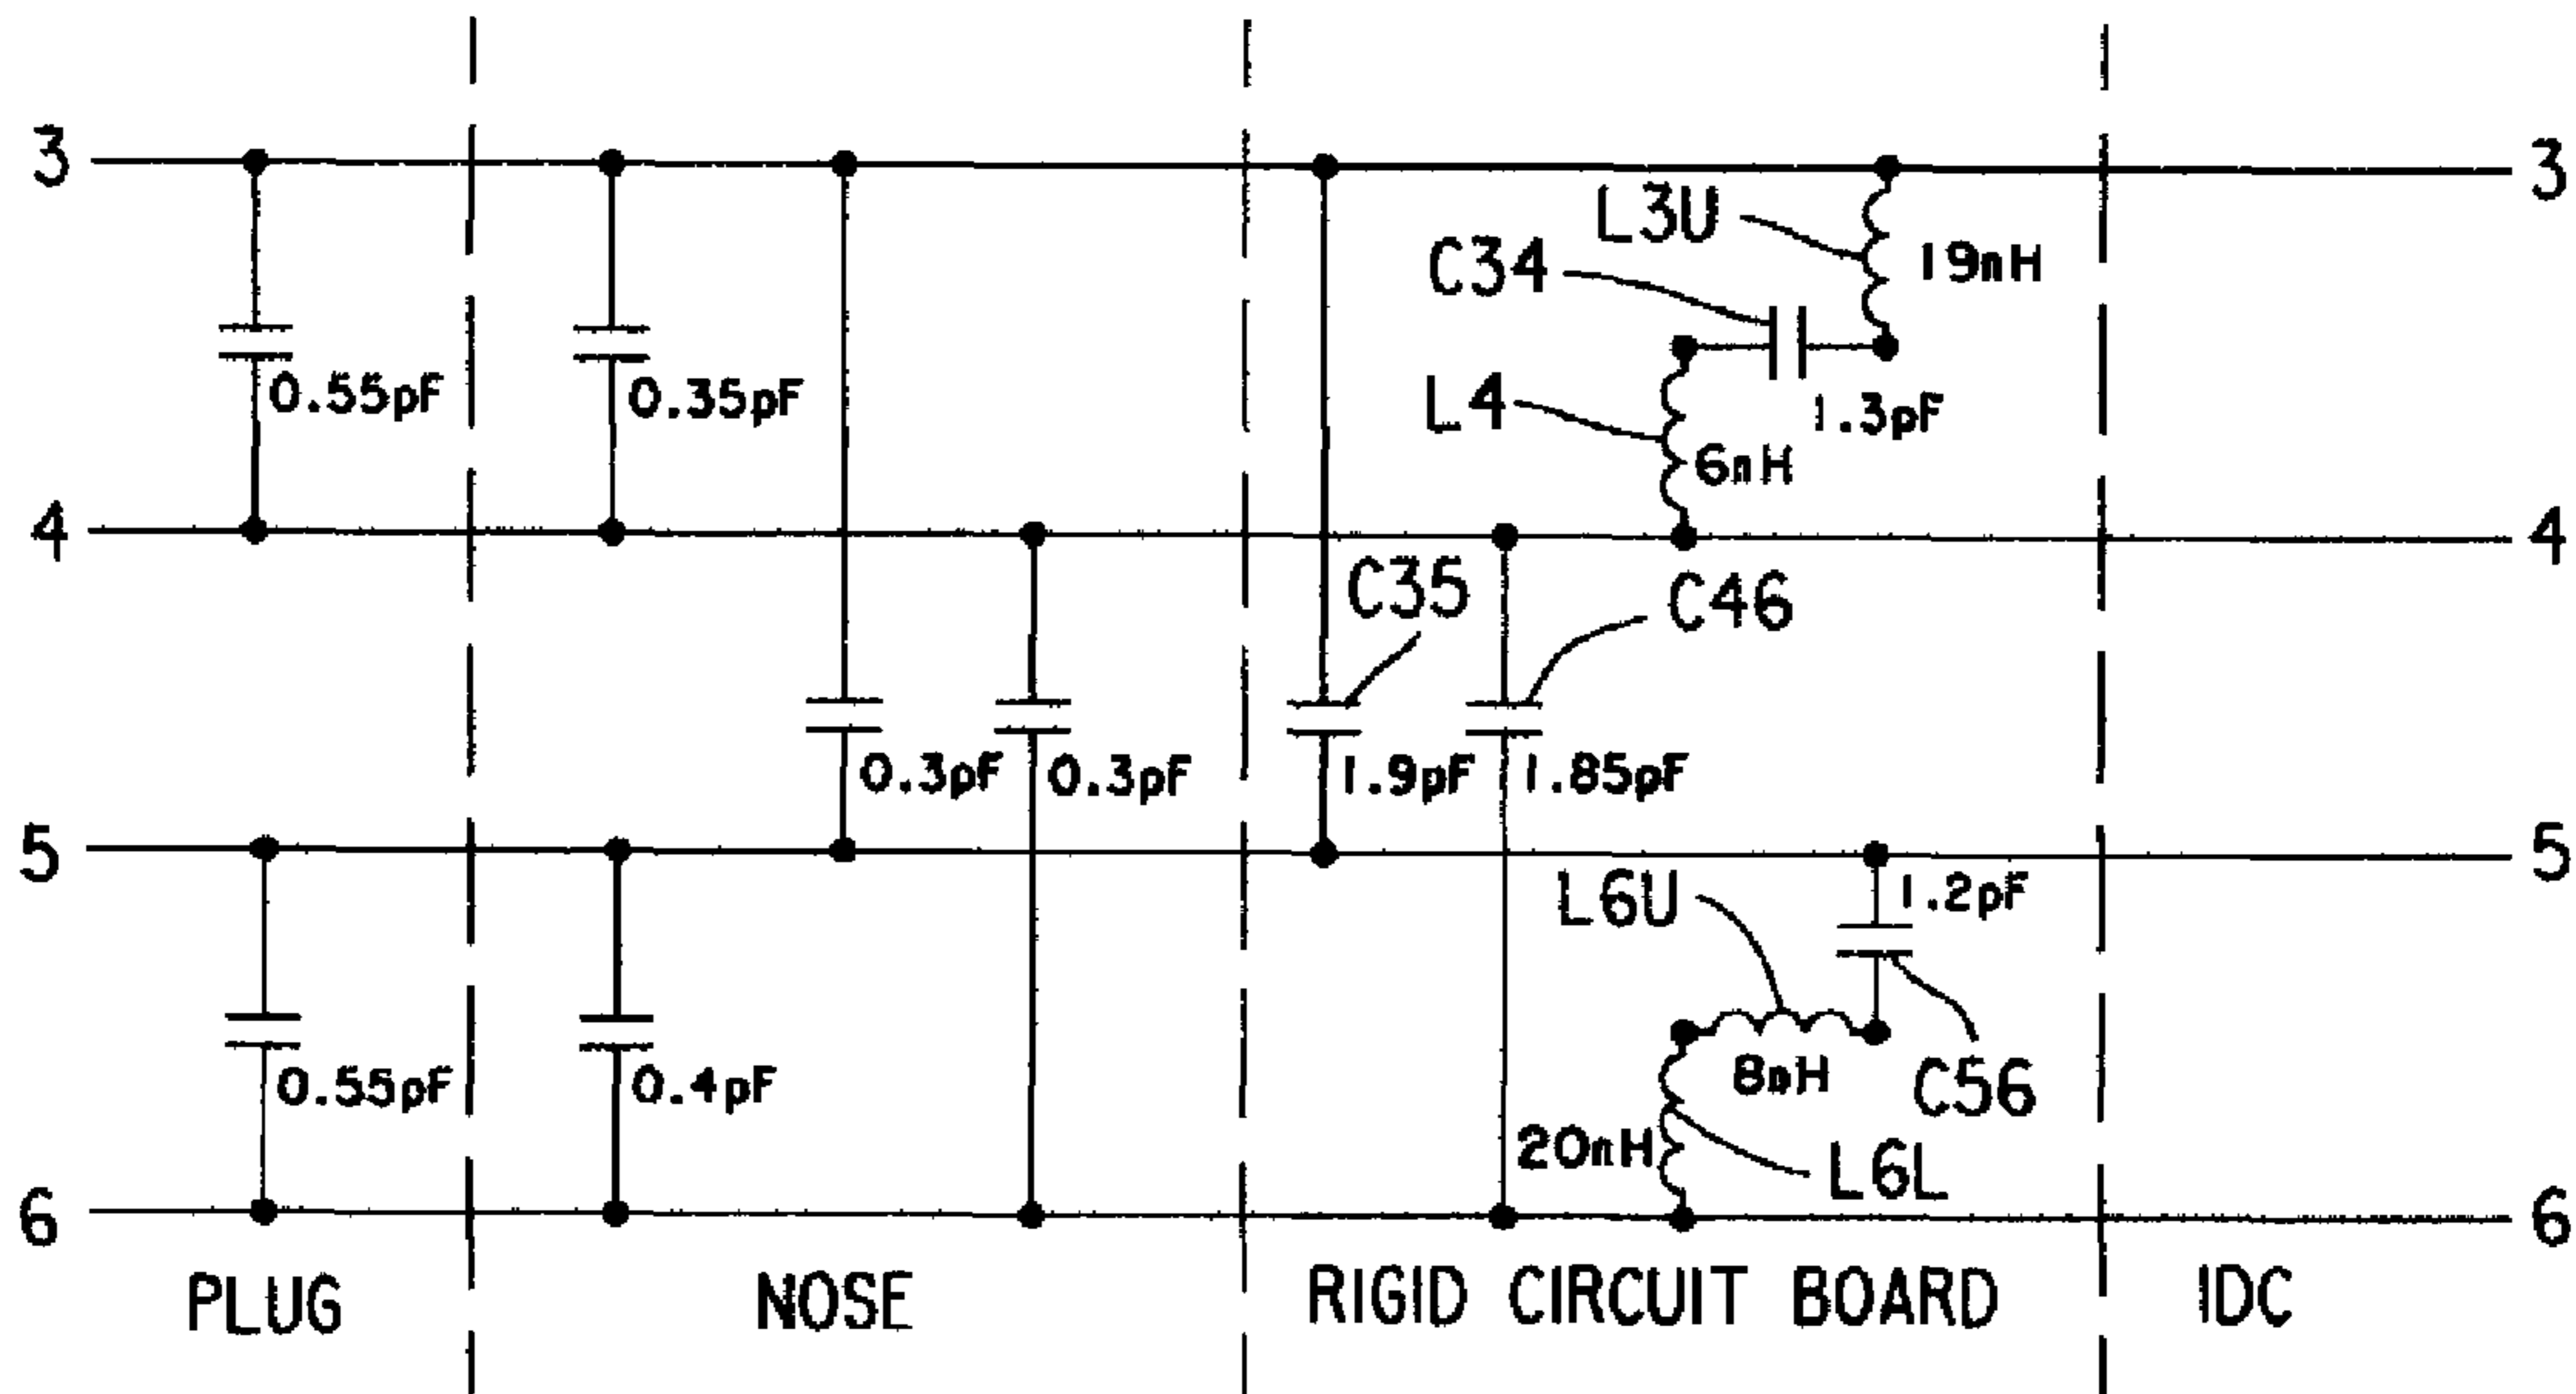 3
3
L3U
C34
19nH
0.55pF
0.35pF
L4
1.3pF
6nH
4
4
C35
C46
0.3pF
0.3pF
1.9pF
1.85pF
5
5
1.2pF
L6U
0.55pF
0.4pF
8nH
C56
20nH
L6L
6
6
PLUG
NOSE
RIGID CIRCUIT BOARD
IDC